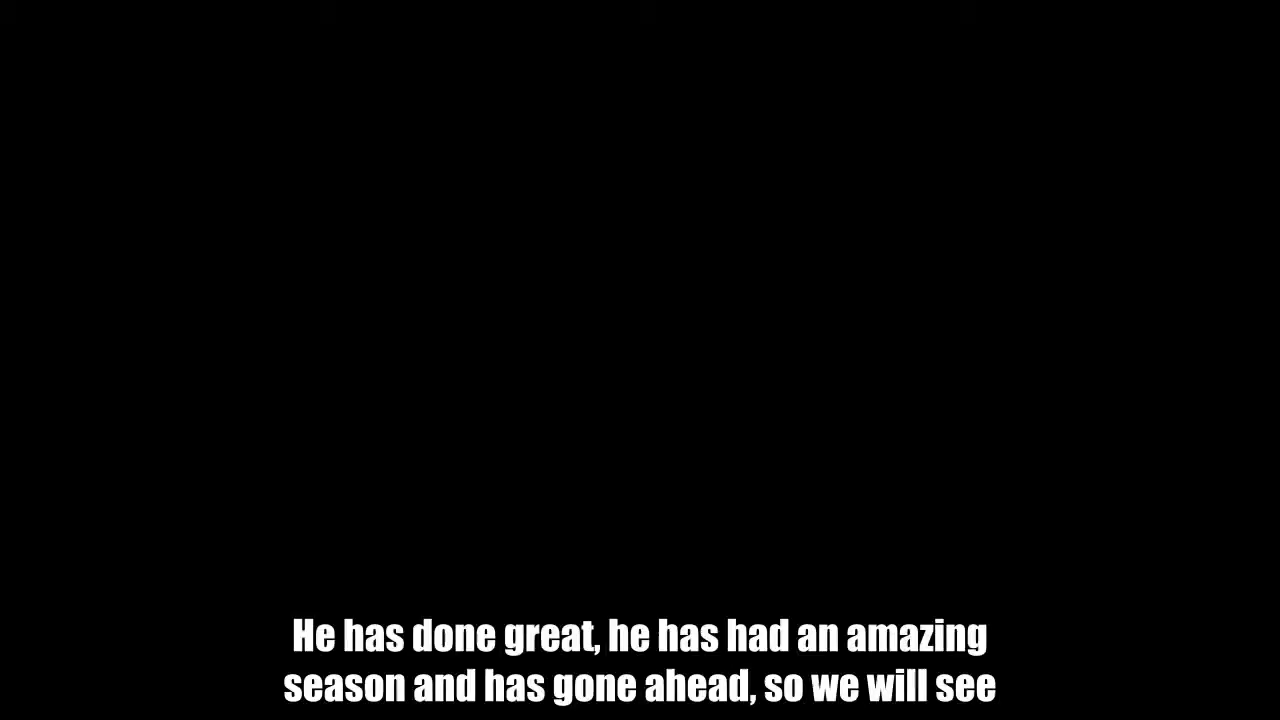 He has done great, he has had an amazing
season and has gone ahead, so we will see